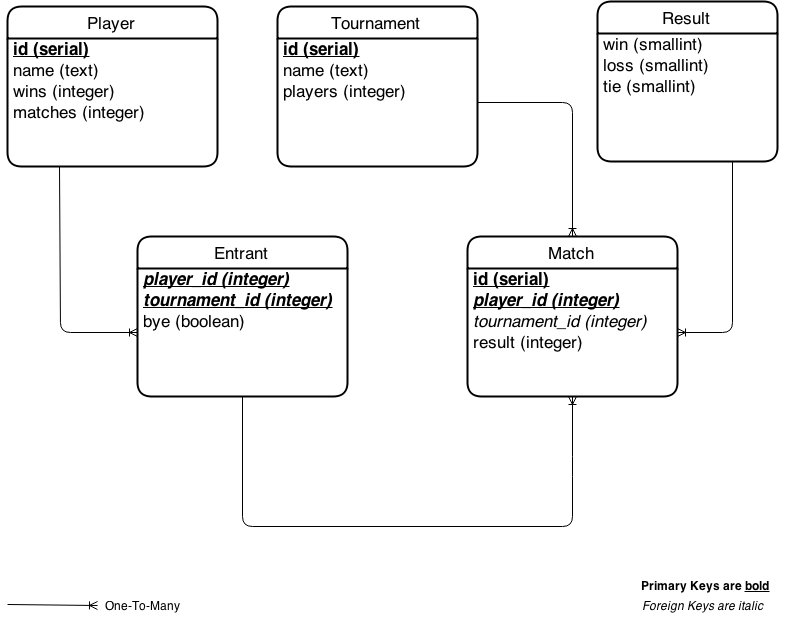 Player
id (serial)
name (text)
wins (integer)
matches (integer)
Tournament
id (serial)
name (text)
players (integer)
Result
win (smallint)
loss (smallint)
tie (smallint)
Entrant
player_id (integer)
tournament_id (integer)
bye (boolean)
Match
id (serial)
player_id (integer)
tournament_id (integer)
result (integer)
One-To-Many
Primary Keys are bold
Foreign Keys are italic